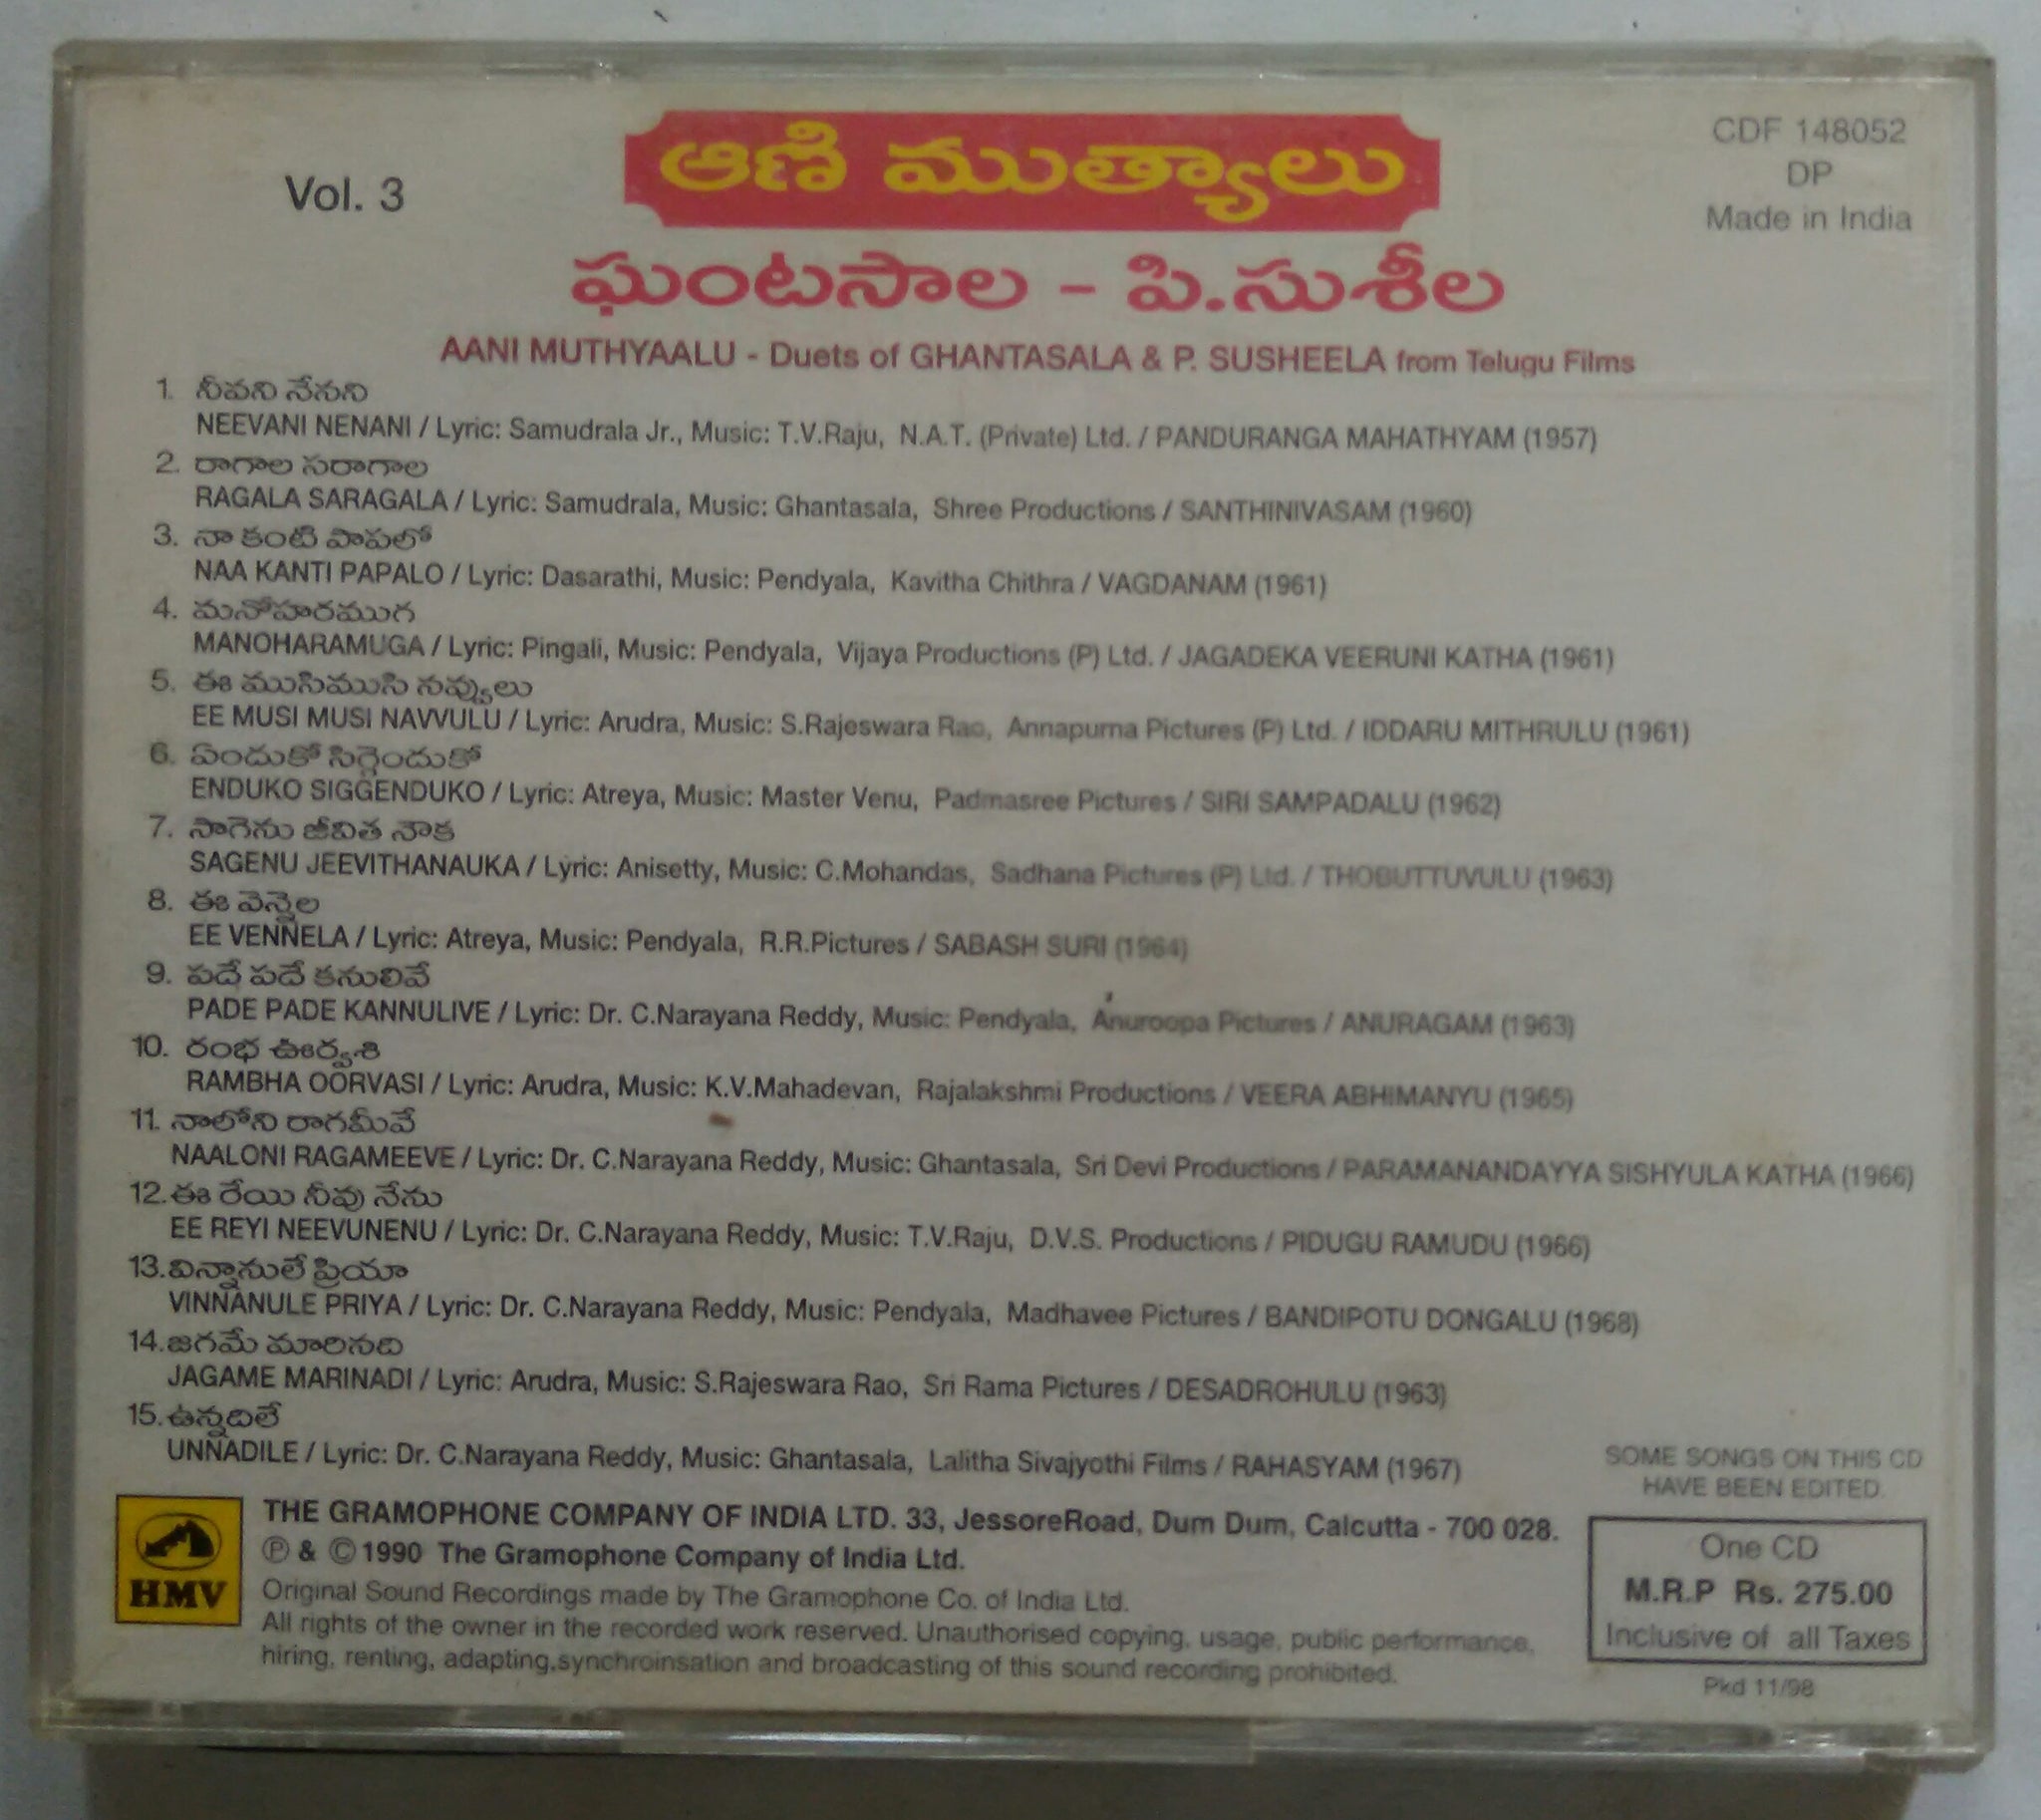 Vol. 3
ఆణి ముత్యాలు
CDF 148052
DP
Made in India
ఘంటసాల - పి.సుశీల
AANI MUTHYAALU - Duets of GHANTASALA & P. SUSHEELA from Telugu Films
1. నీవని నేనని
NEEVANI NENANI / Lyric: Samudrala Jr., Music: T.V.Raju, N.A.T. (Private) Ltd. / PANDURANGA MAHATHYAM (1957)
2. రాగాల సరాగాల
RAGALA SARAGALA / Lyric: Samudrala, Music: Ghantasala, Shree Productions / SANTHINIVASAM (1960)
3. నా కంటి పాపలో
NAA KANTI PAPALO / Lyric: Dasarathi, Music: Pendyala, Kavitha Chithra / VAGDANAM (1961)
4. మనోహరముగ
MANOHARAMUGA / Lyric: Pingali, Music: Pendyala, Vijaya Productions (P) Ltd. / JAGADEKA VEERUNI KATHA (1961)
5. ఈ ముసిముసి నవ్వులు
EE MUSI MUSI NAVVULU / Lyric: Arudra, Music: S.Rajeswara Rao, Annapurna Pictures (P) Ltd. / IDDARU MITHRULU (1961)
6. ఏందుకో సిగ్గెందుకో
ENDUKO SIGGENDUKO / Lyric: Atreya, Music: Master Venu, Padmasree Pictures / SIRI SAMPADALU (1962)
7. సాగెను జీవిత నౌక
SAGENU JEEVITHANAUKA / Lyric: Anisetty, Music: C.Mohandas, Sadhana Pictures (P) Ltd. / THOBUTTUVULU (1963)
8. ఈ వెన్నెల
EE VENNELA / Lyric: Atreya, Music: Pendyala, R.R.Pictures / SABASH SURI (1964)
9. పదే పదే కనులివే
PADE PADE KANNULIVE / Lyric: Dr. C.Narayana Reddy, Music: Pendyala, Anuroopa Pictures / ANURAGAM (1963)
10. రంభ ఊర్వశి
RAMBHA OORVASI / Lyric: Arudra, Music: K.V.Mahadevan, Rajalakshmi Productions / VEERA ABHIMANYU (1965)
11. నాలోని రాగమీవే
NAALONI RAGAMEEVE / Lyric: Dr. C.Narayana Reddy, Music: Ghantasala, Sri Devi Productions / PARAMANANDAYYA SISHYULA KATHA (1966)
12. ఈ రేయి నీవు నేను
EE REYI NEEVUNENU / Lyric: Dr. C.Narayana Reddy, Music: T.V.Raju, D.V.S. Productions / PIDUGU RAMUDU (1966)
13. విన్నానులే ప్రియా
VINNANULE PRIYA / Lyric: Dr. C.Narayana Reddy, Music: Pendyala, Madhavee Pictures / BANDIPOTU DONGALU (1968)
14. జగమే మారినది
JAGAME MARINADI / Lyric: Arudra, Music: S.Rajeswara Rao, Sri Rama Pictures / DESADROHULU (1963)
15. ఉన్నదిలే
UNNADILE / Lyric: Dr. C.Narayana Reddy, Music: Ghantasala, Lalitha Sivajyothi Films / RAHASYAM (1967)
SOME SONGS ON THIS CD
HAVE BEEN EDITED.
HMV
THE GRAMOPHONE COMPANY OF INDIA LTD. 33, JessoreRoad, Dum Dum, Calcutta - 700 028.
℗ & © 1990 The Gramophone Company of India Ltd.
Original Sound Recordings made by The Gramophone Co. of India Ltd.
All rights of the owner in the recorded work reserved. Unauthorised copying, usage, public performance,
hiring, renting, adapting,synchroinsation and broadcasting of this sound recording prohibited.
One CD
M.R.P Rs. 275.00
Inclusive of all Taxes
Pkd 11/98